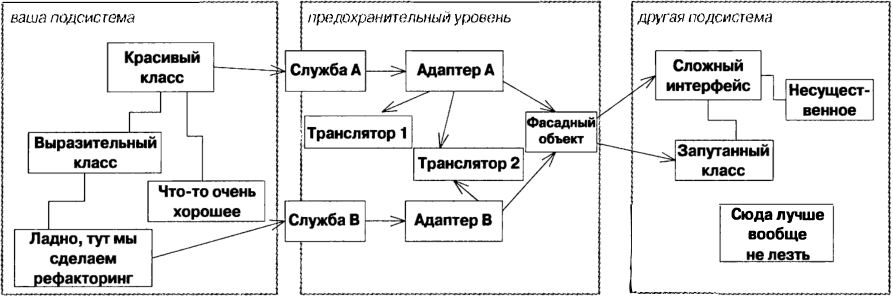 ваша подсистема
предохранительный уровень
другая подсистема
Красивый
класс
Служба А
Адаптер А
Сложный
интерфейс
Несущест-
венное
Транслятор 1
Фасадный
объект
Выразительный
класс
Транслятор 2
Запутанный
класс
Что-то очень
хорошее
Служба В
Адаптер В
Сюда лучше
вообще
не лезть
Ладно, тут мы
сделаем
рефакторинг